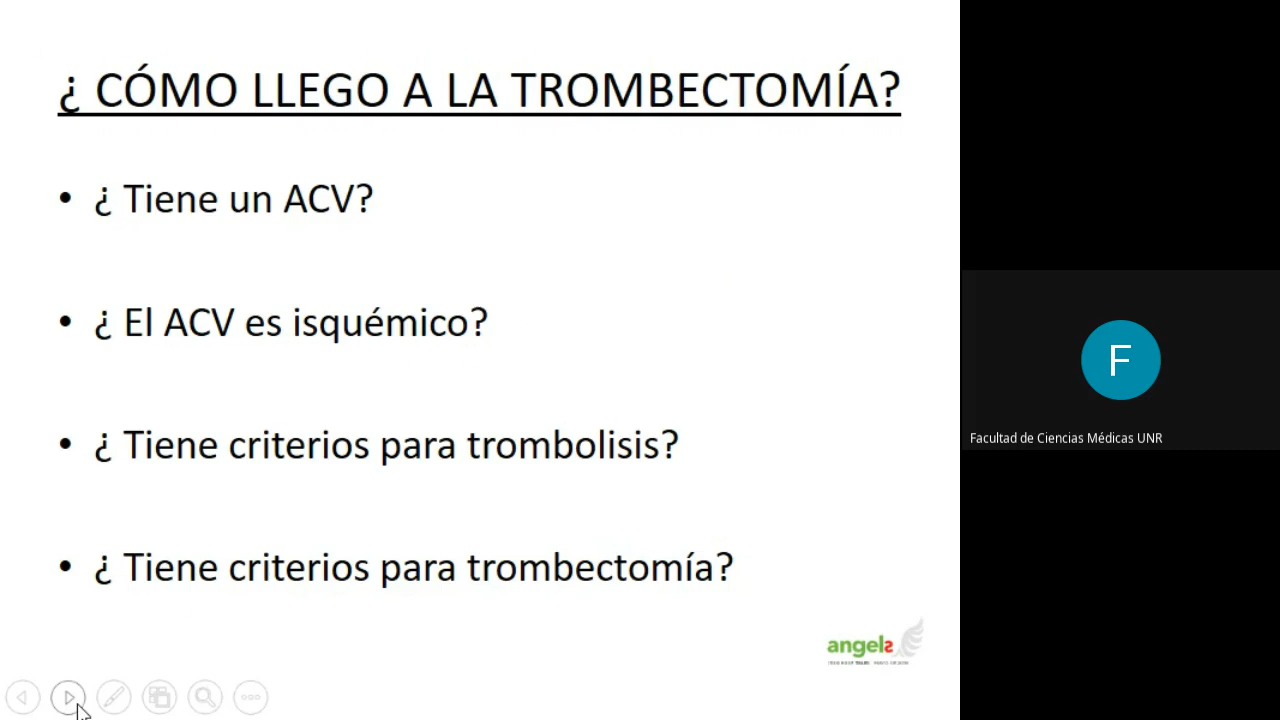 ¿ CÓMO LLEGO A LA TROMBECTOMÍA?
• ¿ Tiene un ACV?
• ¿ El ACV es isquémico?
• ¿ Tiene criterios para trombolisis?
• ¿ Tiene criterios para trombectomía?
angels
F
Facultad de Ciencias Médicas UNR